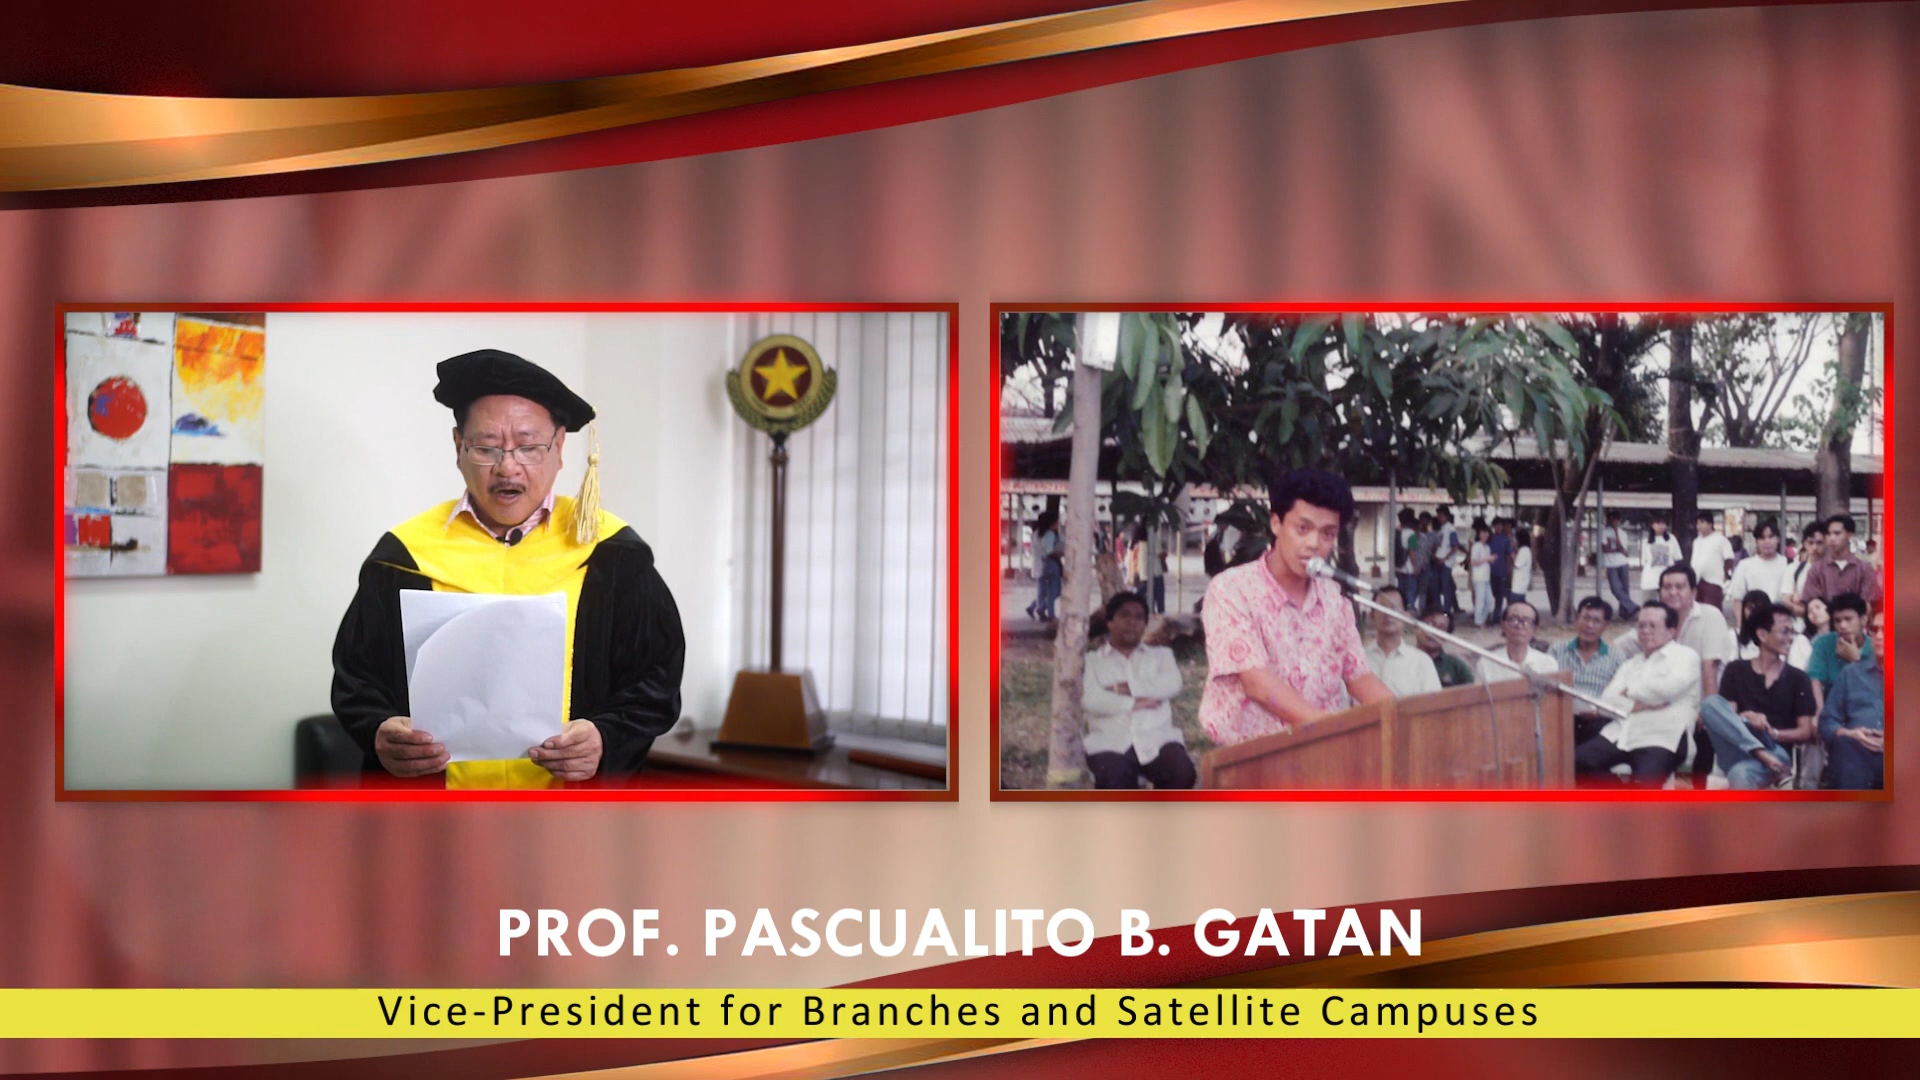 PROF. PASCUALITO B. GATAN
Vice-President for Branches and Satellite Campuses